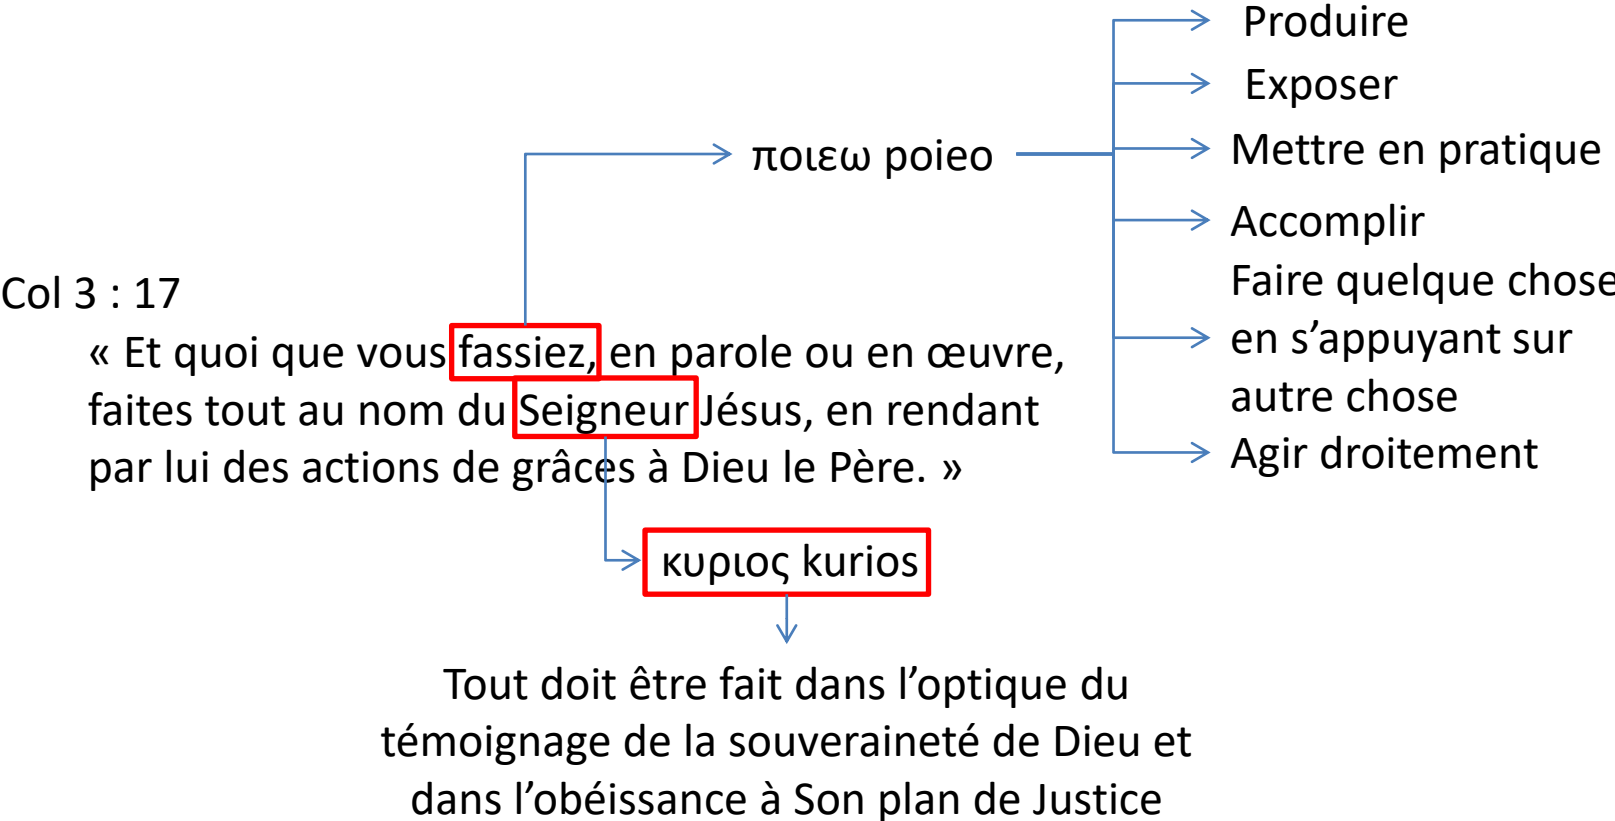 Produire
Exposer
ποιεω poieo
Mettre en pratique
Accomplir
Faire quelque chose
en s’appuyant sur
autre chose
Agir droitement
Col 3 : 17
« Et quoi que vous fassiez, en parole ou en œuvre,
faites tout au nom du Seigneur Jésus, en rendant
par lui des actions de grâces à Dieu le Père. »
κυριος kurios
Tout doit être fait dans l’optique du
témoignage de la souveraineté de Dieu et
dans l’obéissance à Son plan de Justice